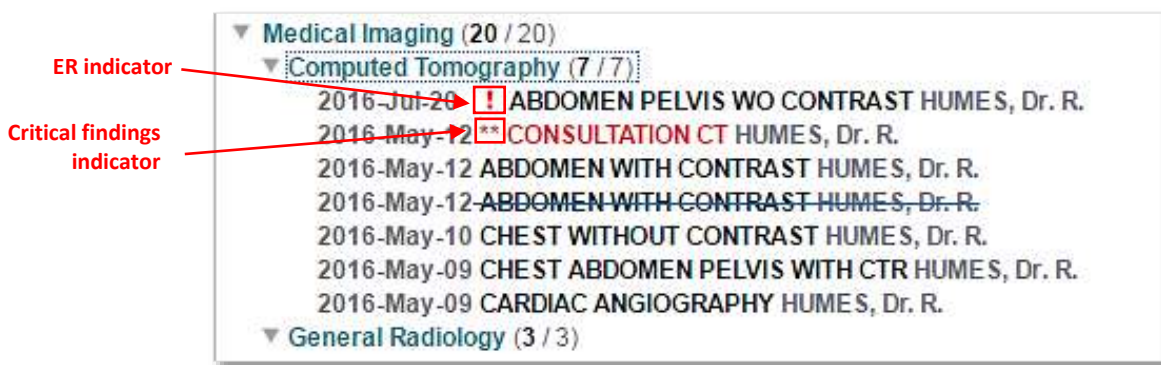 Medical Imaging (20 / 20)
ER indicator
Computed Tomography (7 / 7)
2016-Jul-20 ! ABDOMEN PELVIS WO CONTRAST HUMES, Dr. R.
Critical findings
indicator
2016-May-12 ** CONSULTATION CT HUMES, Dr. R.
2016-May-12 ABDOMEN WITH CONTRAST HUMES, Dr. R.
2016-May-12 ABDOMEN WITH CONTRAST HUMES, Dr. R.
2016-May-10 CHEST WITHOUT CONTRAST HUMES, Dr. R.
2016-May-09 CHEST ABDOMEN PELVIS WITH CTR HUMES, Dr. R.
2016-May-09 CARDIAC ANGIOGRAPHY HUMES, Dr. R.
General Radiology (3 / 3)